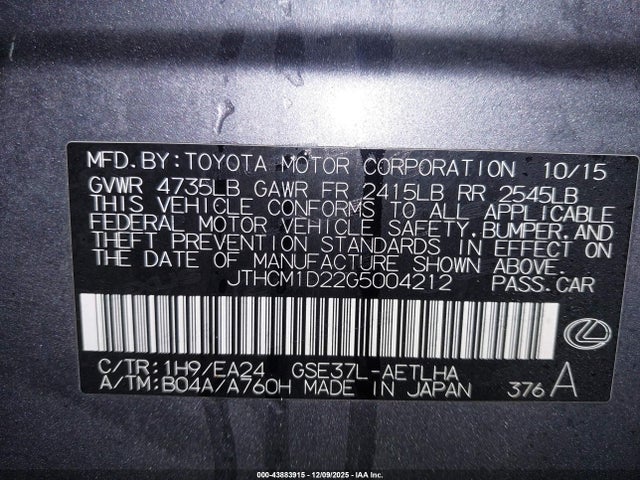 MFD.BY:TOYOTA MOTOR CORPORATION 10/15
GVWR 4735LB GAWR FR 2415LB RR 2545LB
THIS VEHICLE CONFORMS TO ALL APPLICABLE
FEDERAL MOTOR VEHICLE SAFETY,BUMPER,AND
THEFT PREVENTION STANDARDS IN EFFECT ON
THE DATE OF MANUFACTURE SHOWN ABOVE.
JTHCM1D22G5004212 PASS.CAR
C/TR:1H9/EA24 GSE37L-AETLHA
A/TM:B04A/A760H MADE IN JAPAN 376 A
000-43883915 - 12/09/2025 - IAA Inc.